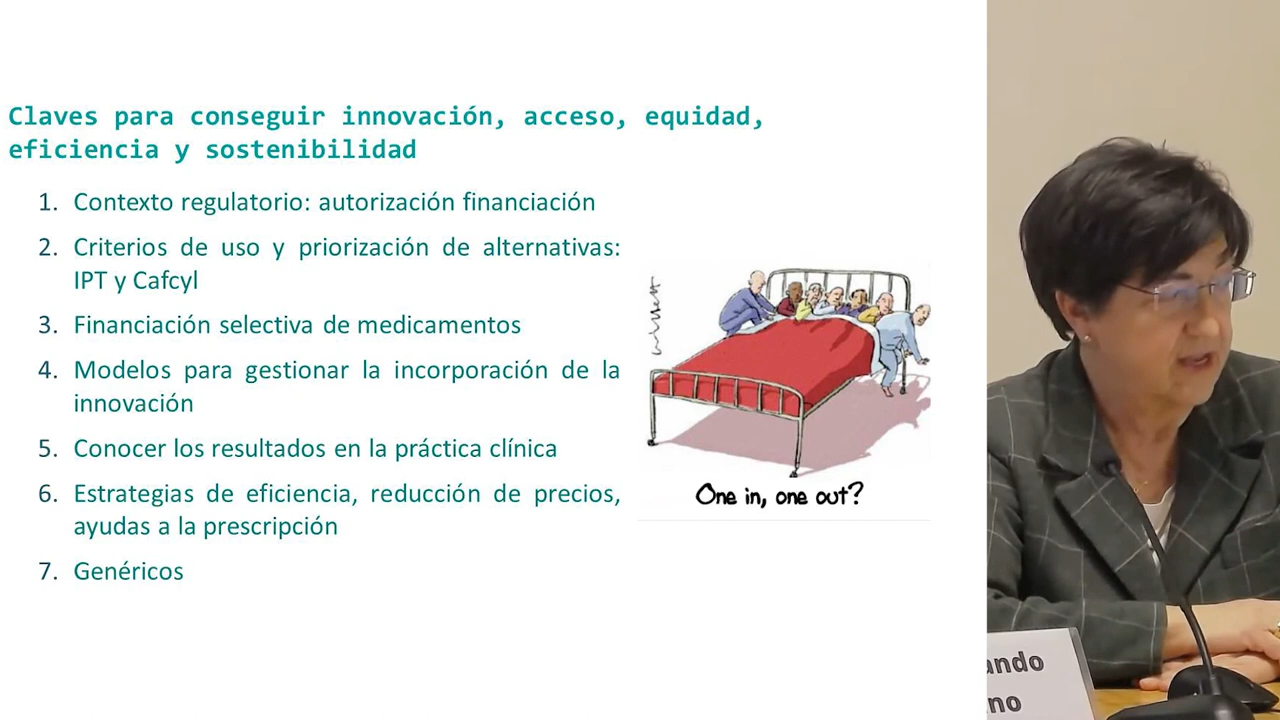 Claves para conseguir innovación, acceso, equidad,
eficiencia y sostenibilidad
1. Contexto regulatorio: autorización financiación
2. Criterios de uso y priorización de alternativas:
IPT y Cafcyl
3. Financiación selectiva de medicamentos
4. Modelos para gestionar la incorporación de la
innovación
5. Conocer los resultados en la práctica clínica
6. Estrategias de eficiencia, reducción de precios,
ayudas a la prescripción
7. Genéricos
One in, one out?
ando
no